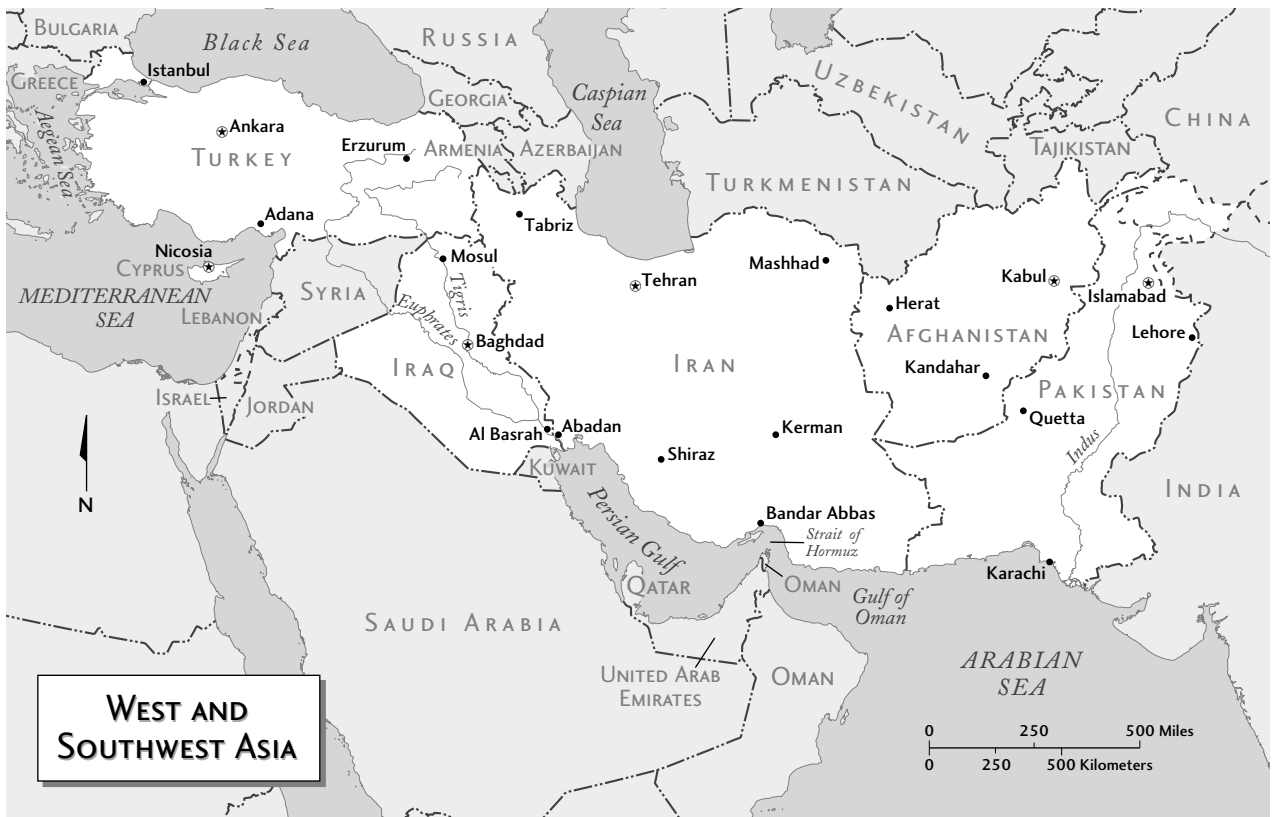 BULGARIA
Black Sea
RUSSIA
Istanbul
GREECE
Aegean Sea
Ankara
TURKEY
Erzurum
GEORGIA
ARMENIA
AZERBAIJAN
Caspian
Sea
UZBEKISTAN
CHINA
TAJIKISTAN
TURKMENISTAN
Adana
Tabriz
Nicosia
CYPRUS
MEDITERRANEAN
SEA
LEBANON
SYRIA
Mosul
Tigris
Euphrates
Baghdad
IRAQ
Tehran
Mashhad
IRAN
Herat
AFGHANISTAN
Kabul
Islamabad
Lehore
Kandahar
PAKISTAN
Quetta
Indus
INDIA
ISRAEL
JORDAN
N
Al Basrah
Abadan
KUWAIT
Shiraz
Kerman
Persian Gulf
Bandar Abbas
Strait of
Hormuz
QATAR
OMAN
Gulf of
Oman
Karachi
SAUDI ARABIA
UNITED ARAB
EMIRATES
OMAN
ARABIAN
SEA
WEST AND
SOUTHWEST ASIA
0 250 500 Miles
0 250 500 Kilometers